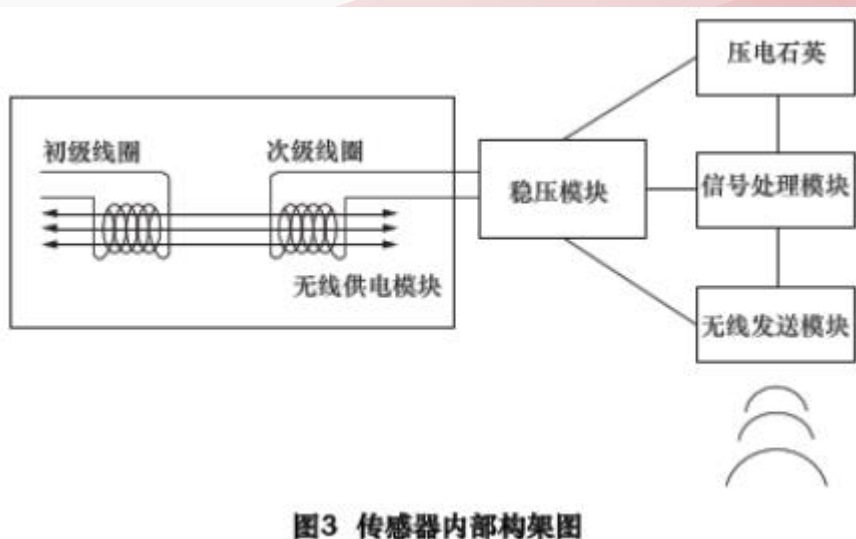 压电石英
初级线圈
次级线圈
稳压模块
信号处理模块
无线供电模块
无线发送模块
图3 传感器内部构架图